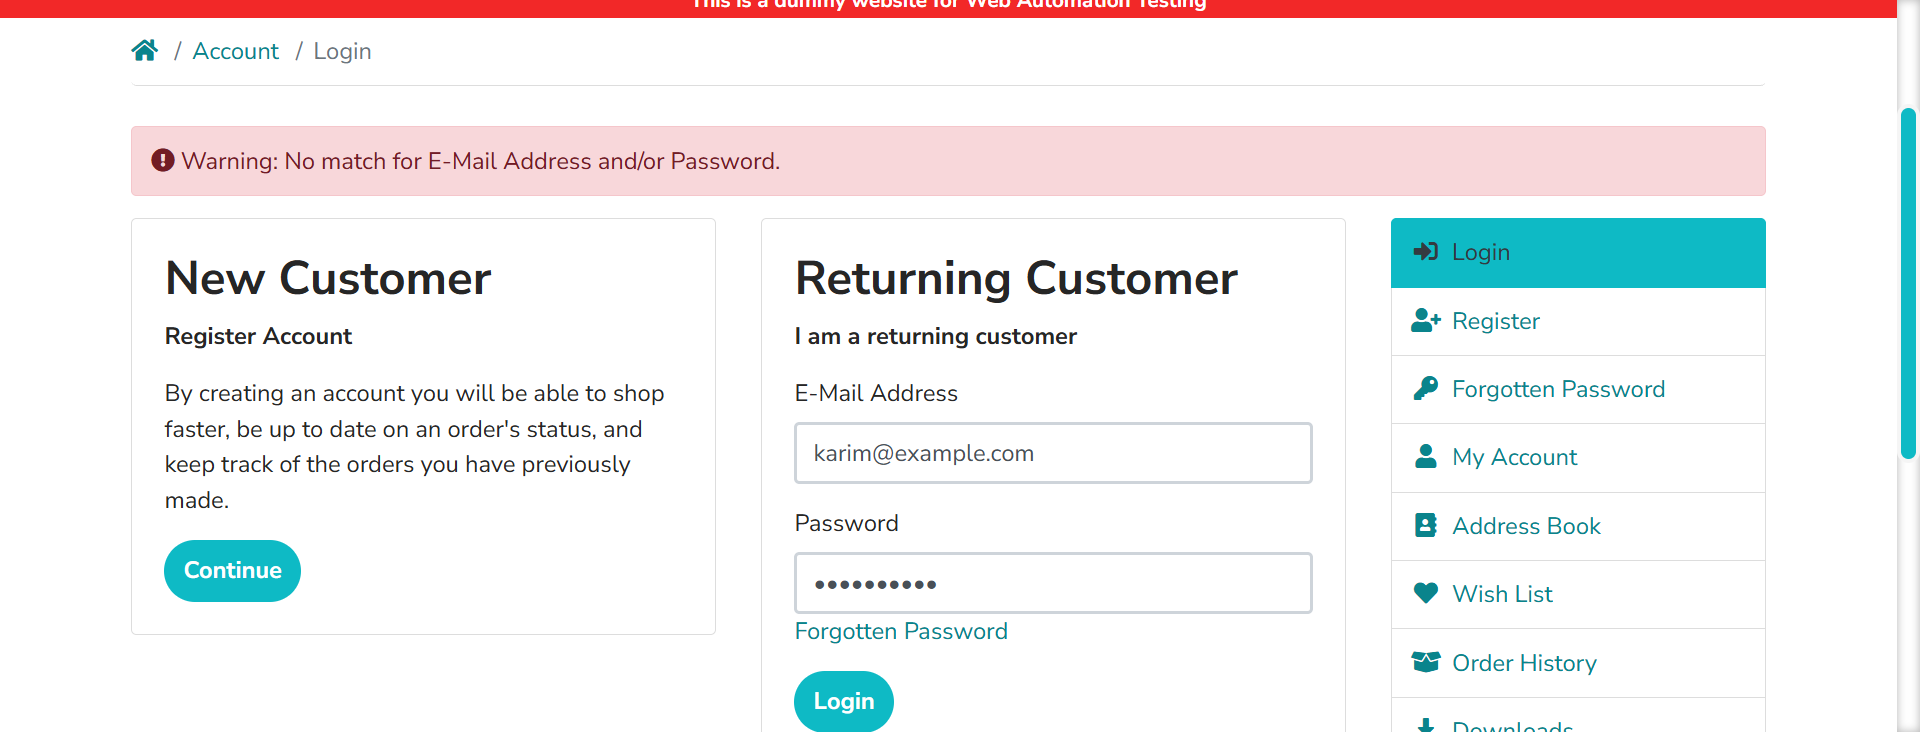 This is a dummy website for Web Automation Testing
/ Account / Login
Warning: No match for E-Mail Address and/or Password.
New Customer
Register Account
By creating an account you will be able to shop
faster, be up to date on an order's status, and
keep track of the orders you have previously
made.
Continue
Returning Customer
I am a returning customer
E-Mail Address
karim@example.com
Password
••••••••••
Forgotten Password
Login
Login
Register
Forgotten Password
My Account
Address Book
Wish List
Order History
Downloads